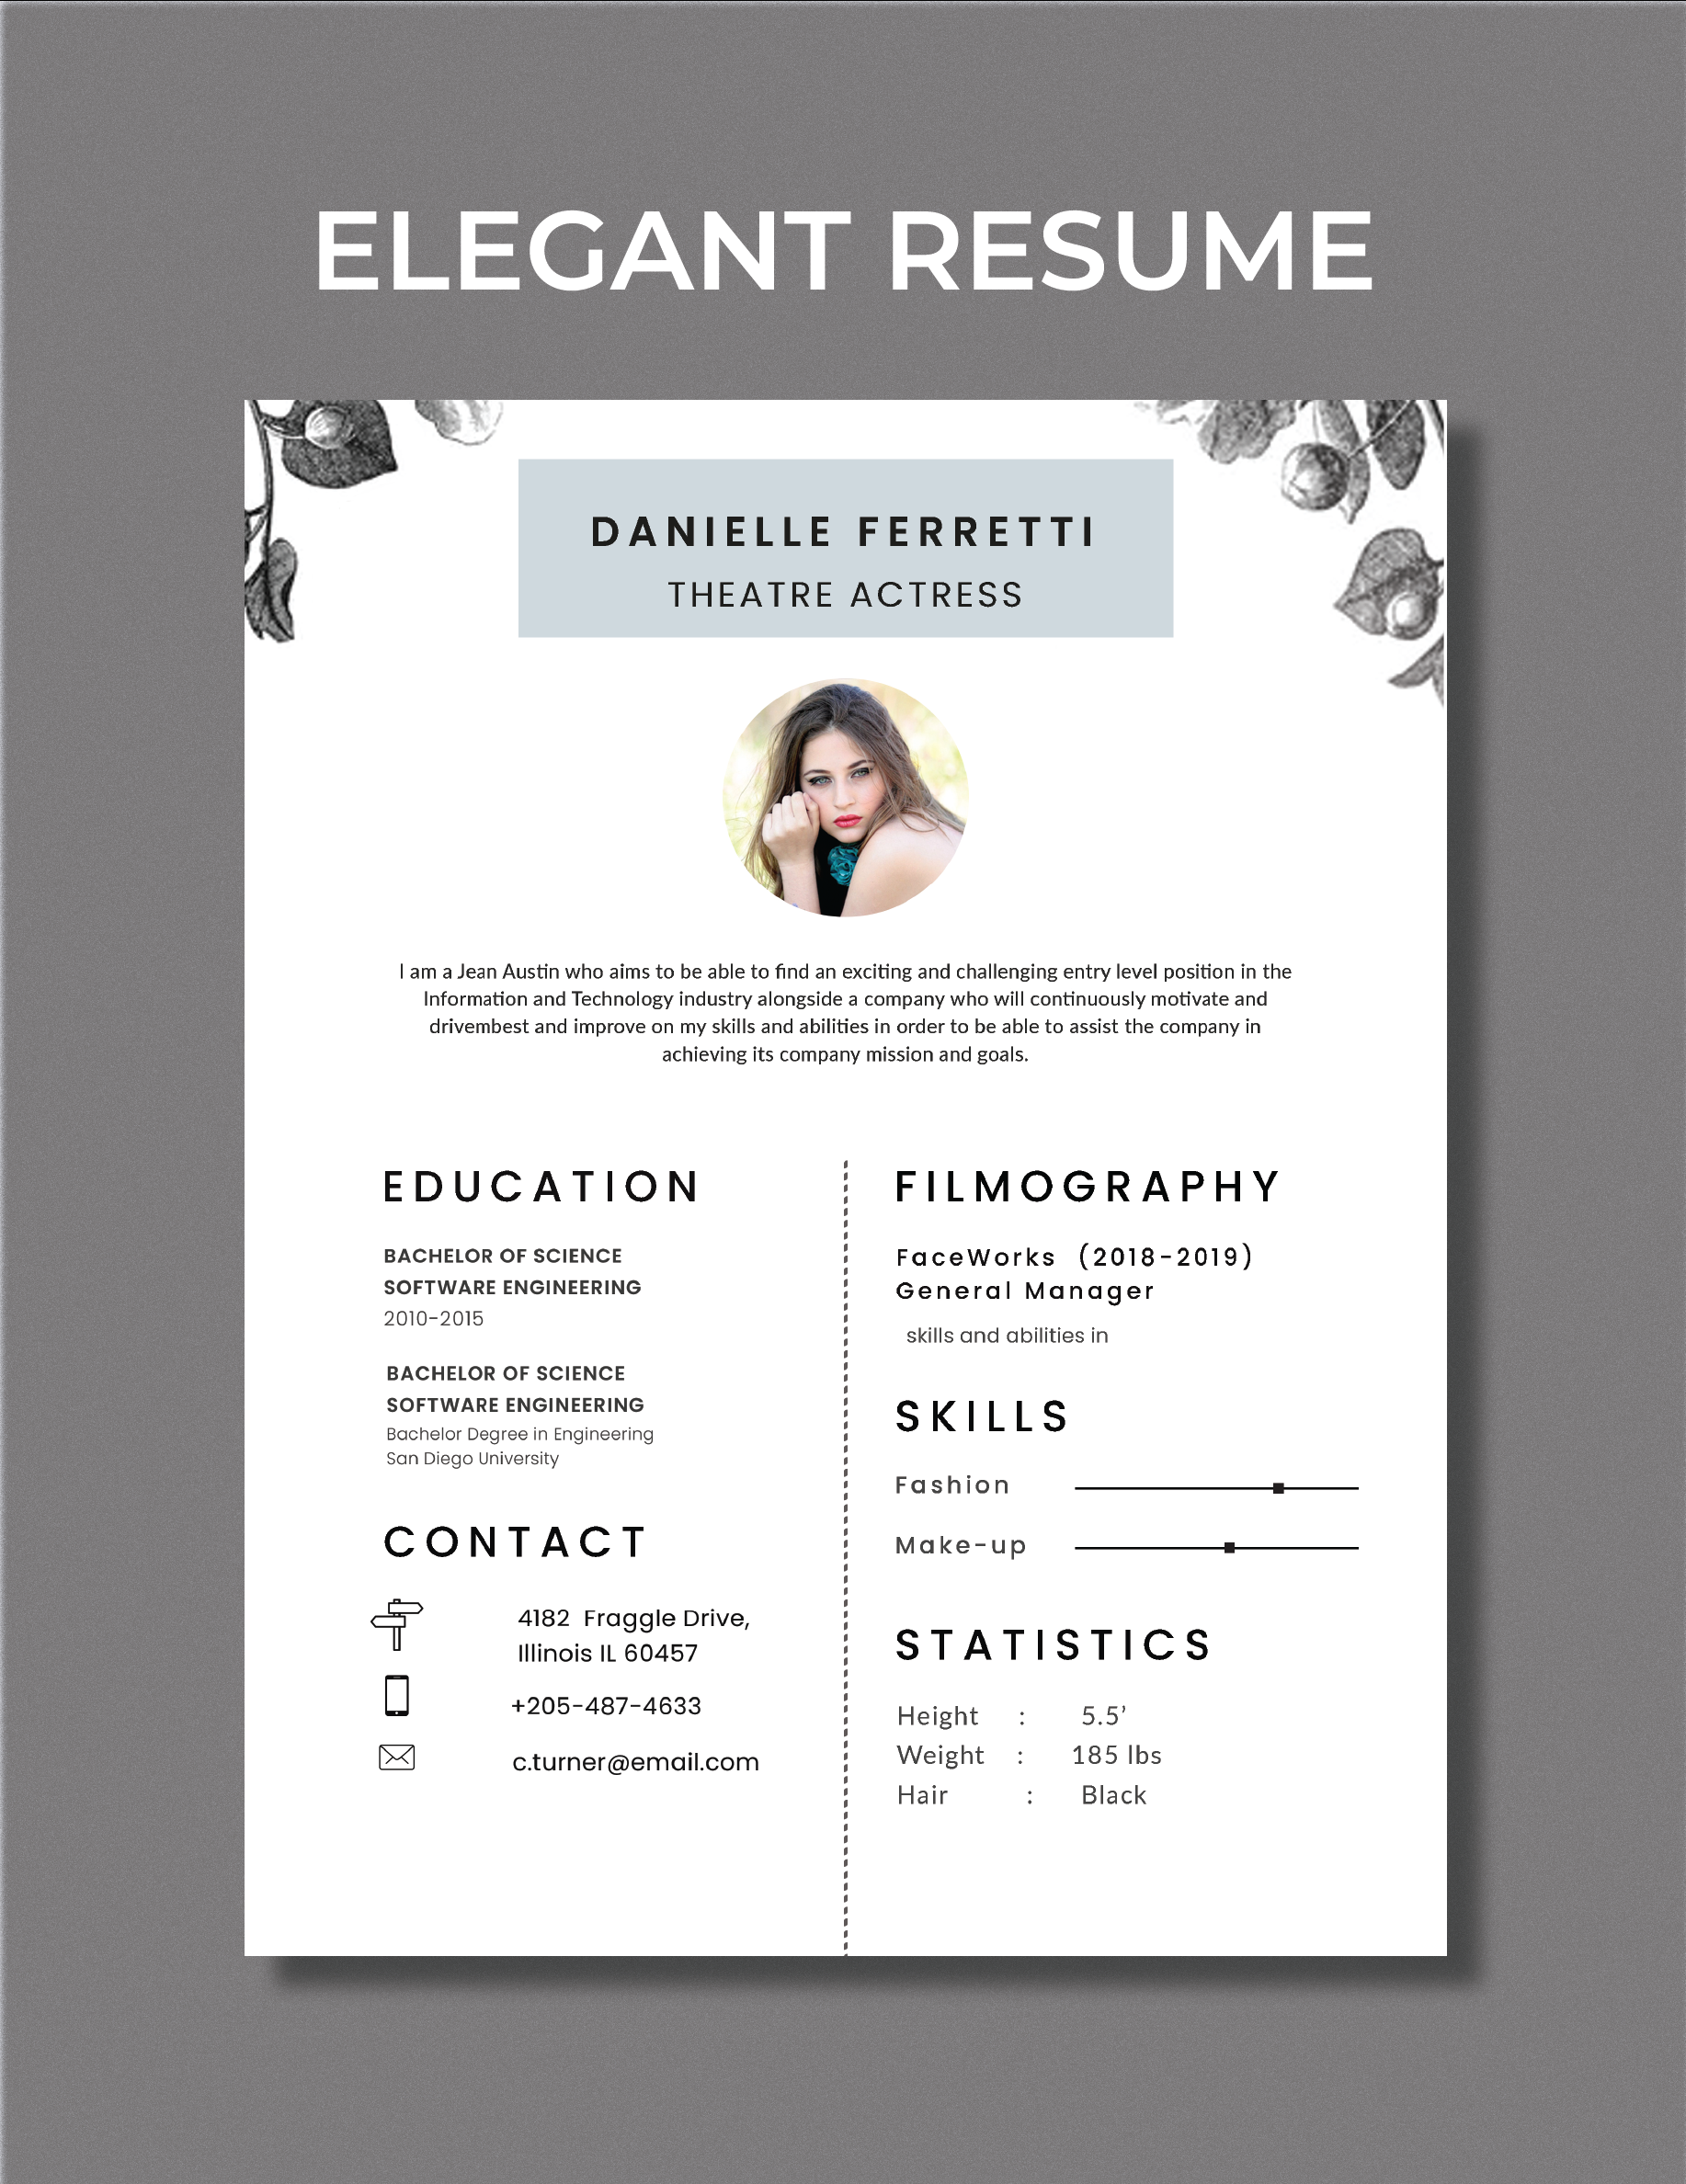 ELEGANT RESUME
DANIELLE FERRETTI
THEATRE ACTRESS
I am a Jean Austin who aims to be able to find an exciting and challenging entry level position in the
Information and Technology industry alongside a company who will continuously motivate and
drivembest and improve on my skills and abilities in order to be able to assist the company in
achieving its company mission and goals.
EDUCATION
BACHELOR OF SCIENCE
SOFTWARE ENGINEERING
2010-2015
BACHELOR OF SCIENCE
SOFTWARE ENGINEERING
Bachelor Degree in Engineering
San Diego University
CONTACT
4182 Fraggle Drive,
Illinois IL 60457
+205-487-4633
c.turner@email.com
FILMOGRAPHY
FaceWorks (2018-2019)
General Manager
skills and abilities in
SKILLS
Fashion
Make-up
STATISTICS
Height : 5.5’
Weight : 185 lbs
Hair : Black